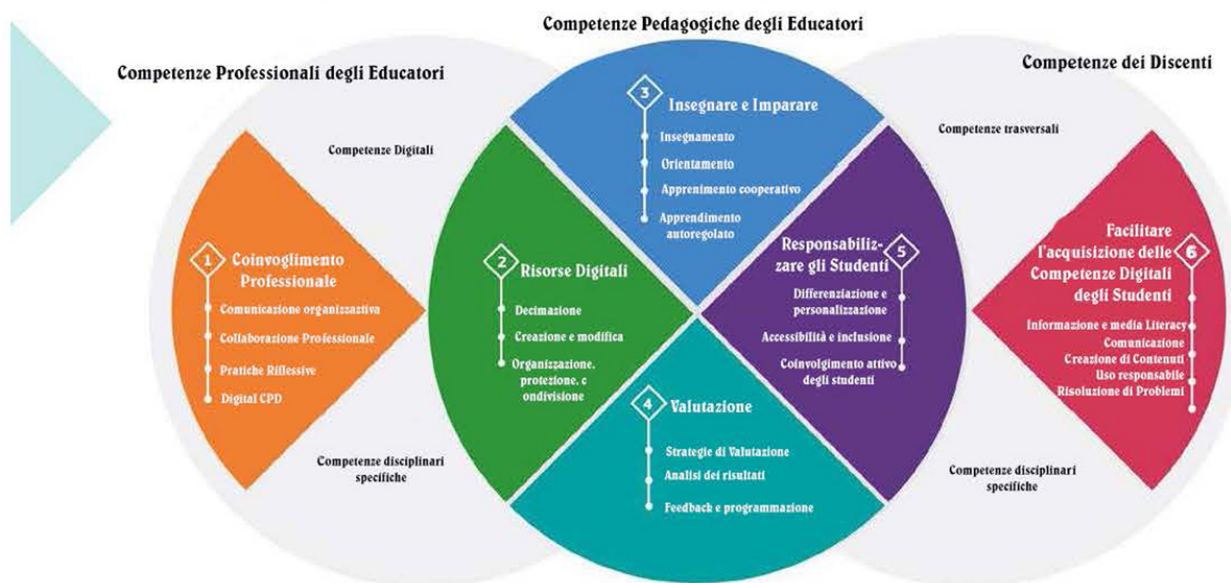 Competenze Pedagogiche degli Educatori
Competenze Professionali degli Educatori
Competenze dei Discenti
Competenze Digitali
Competenze trasversali
1
Coinvoglimento
Professionale
Comunicazione organizzativa
Collaborazione Professionale
Pratiche Riflessive
Digital CPD
2
Risorse Digitali
Decimazione
Creazione e modifica
Organizzazione,
protezione, c
ondivisione
3
Insegnare e Imparare
Insegnamento
Orientamento
Apprenimento cooperativo
Apprendimento
autoregolato
4
Valutazione
Strategie di Valutazione
Analisi dei risultati
Feedback e programmazione
5
Responsabiliz-
zare gli Studenti
Differenziazione e
personalizzazione
Accessibilità e inclusione
Coinvolgimento attivo
degli studenti
6
Facilitare
l'acquisizione delle
Competenze Digitali
degli Studenti
Informazione e media Literacy
Comunicazione
Creazione di Contenuti
Uso responsabile
Risoluzione di Problemi
Competenze disciplinari
specifiche
Competenze disciplinari
specifiche